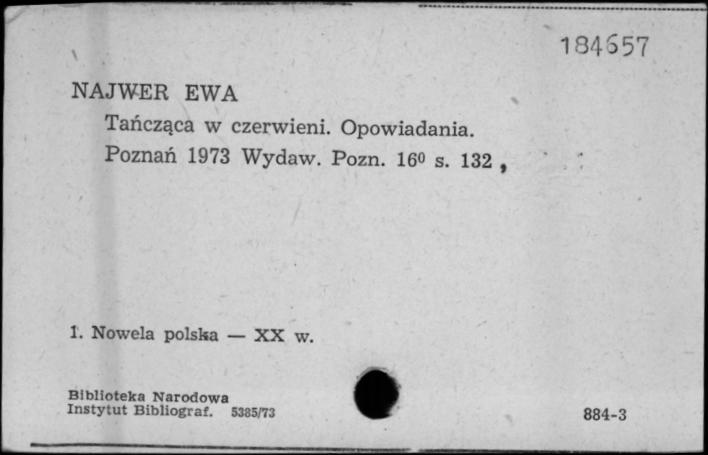 184657
NAJWER EWA
Tańcząca w czerwieni. Opowiadania.
Poznań 1973 Wydaw. Pozn. 16⁰ s. 132 ,
1. Nowela polska — XX w.
Biblioteka Narodowa
Instytut Bibliograf. 5385/73
884-3